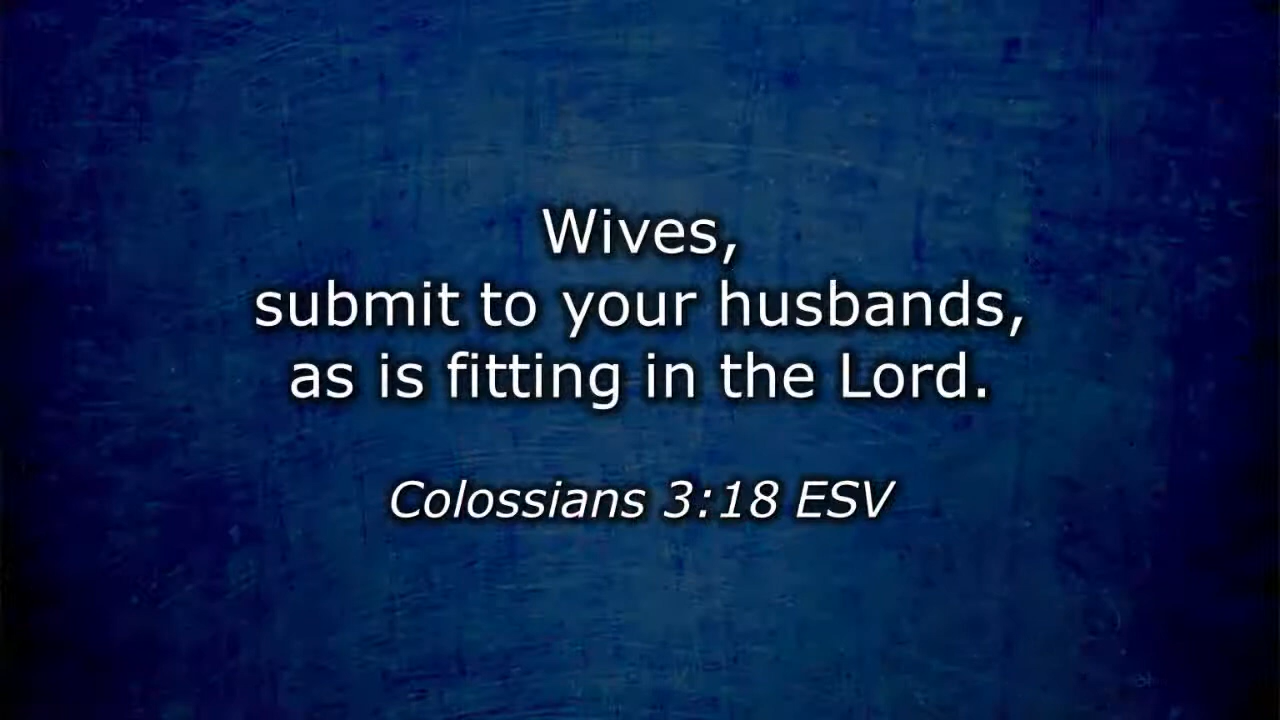 Wives,
submit to your husbands,
as is fitting in the Lord.
Colossians 3:18 ESV